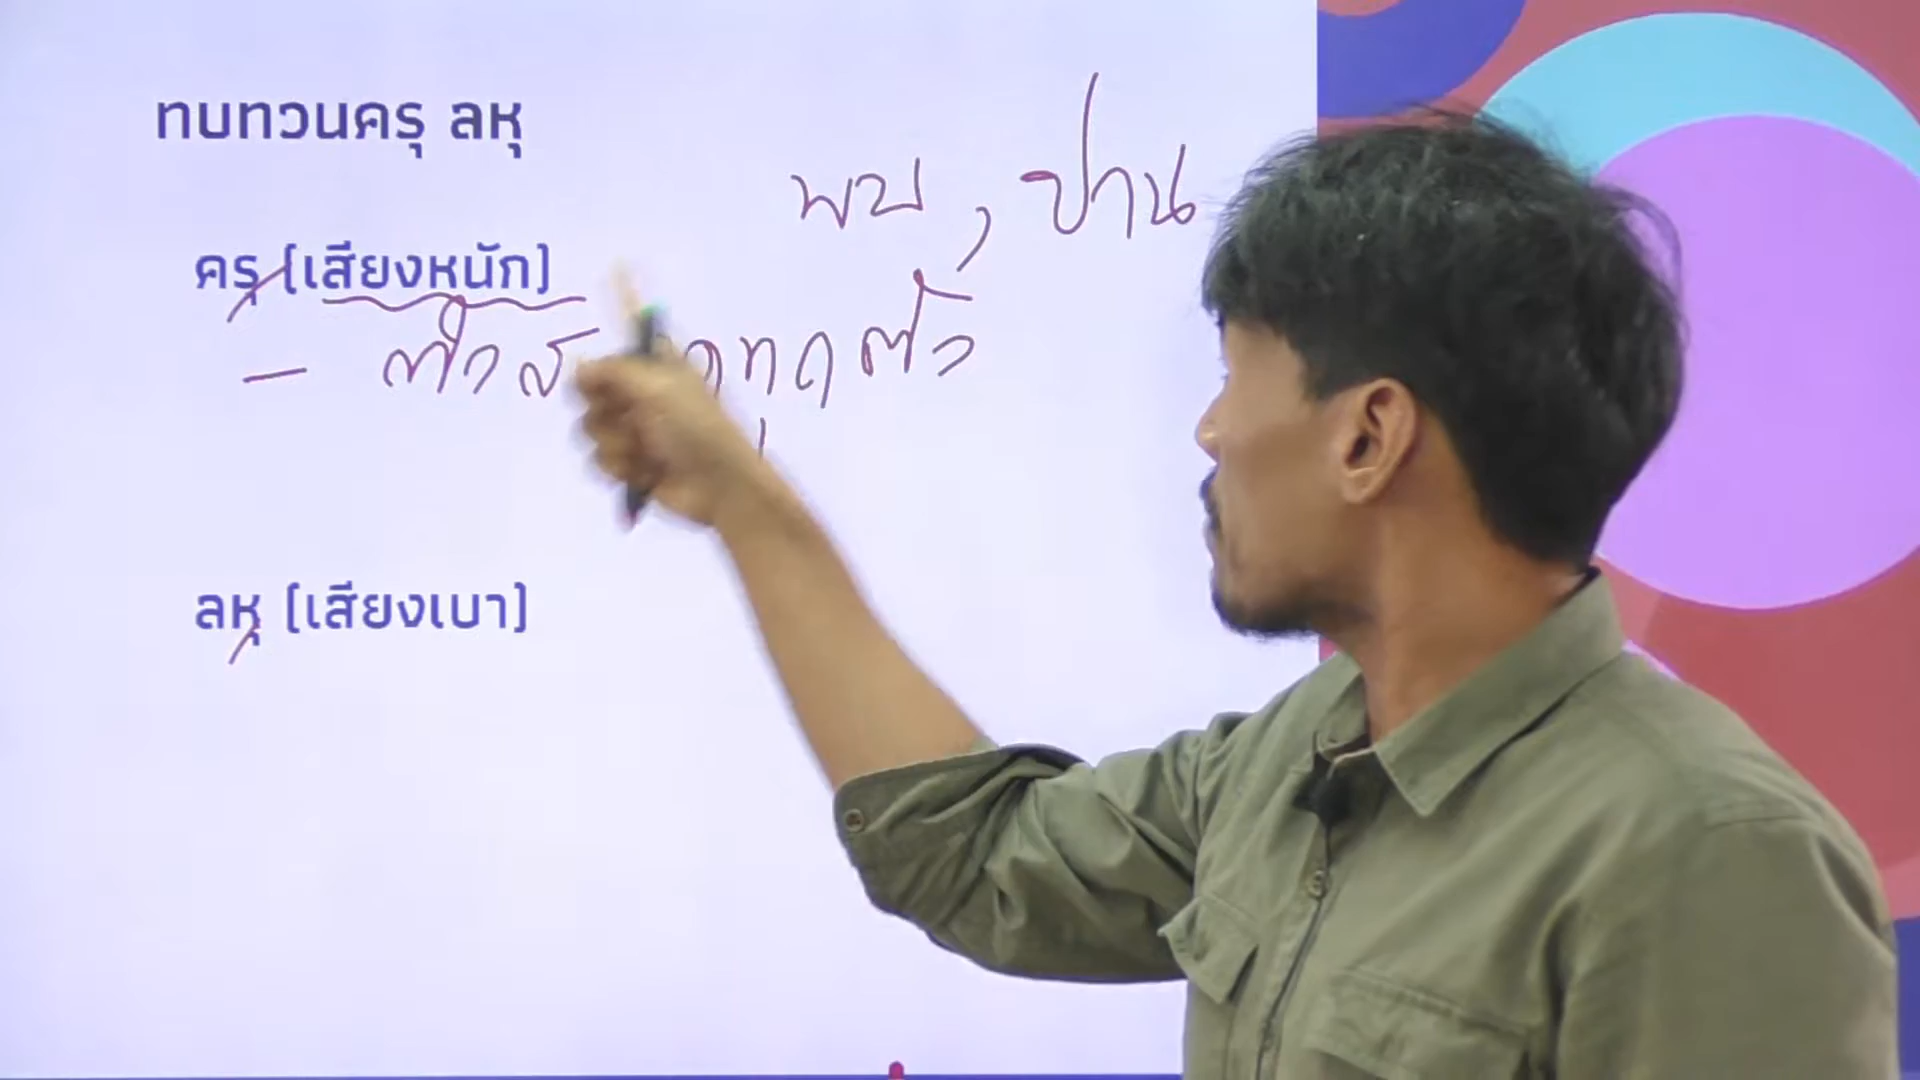 ทบทวนครุ ลหุ
พบ , ป่าน
ครุ (เสียงหนัก)
- ตัว ทุกตัว
ลหุ (เสียงเบา)